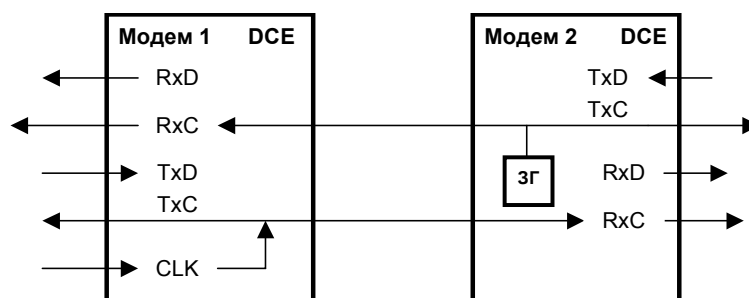 Модем 1 DCE
RxD
RxC
TxD
TxC
CLK
Модем 2 DCE
TxD
TxC
ЗГ
RxD
RxC